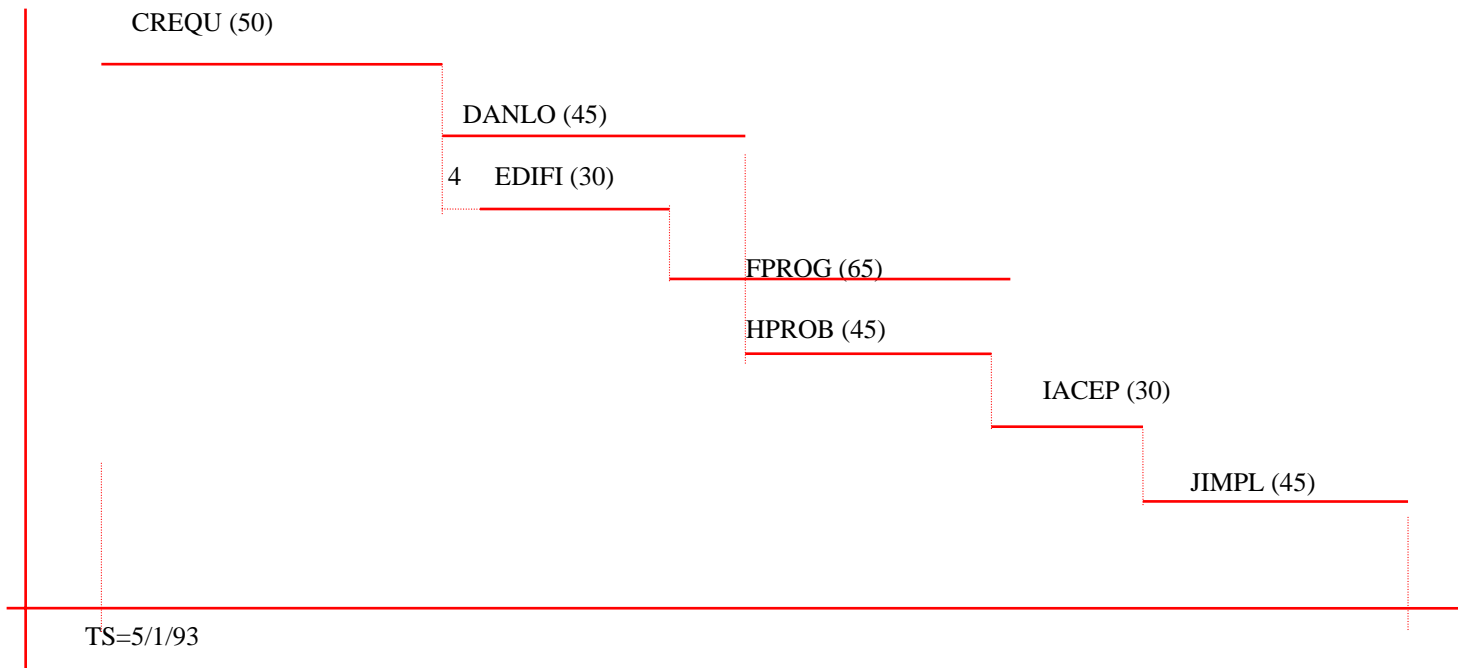 CREQU (50)
DANLO (45)
4 EDIFI (30)
FPROG (65)
HPROB (45)
IACEP (30)
JIMPL (45)
TS=5/1/93